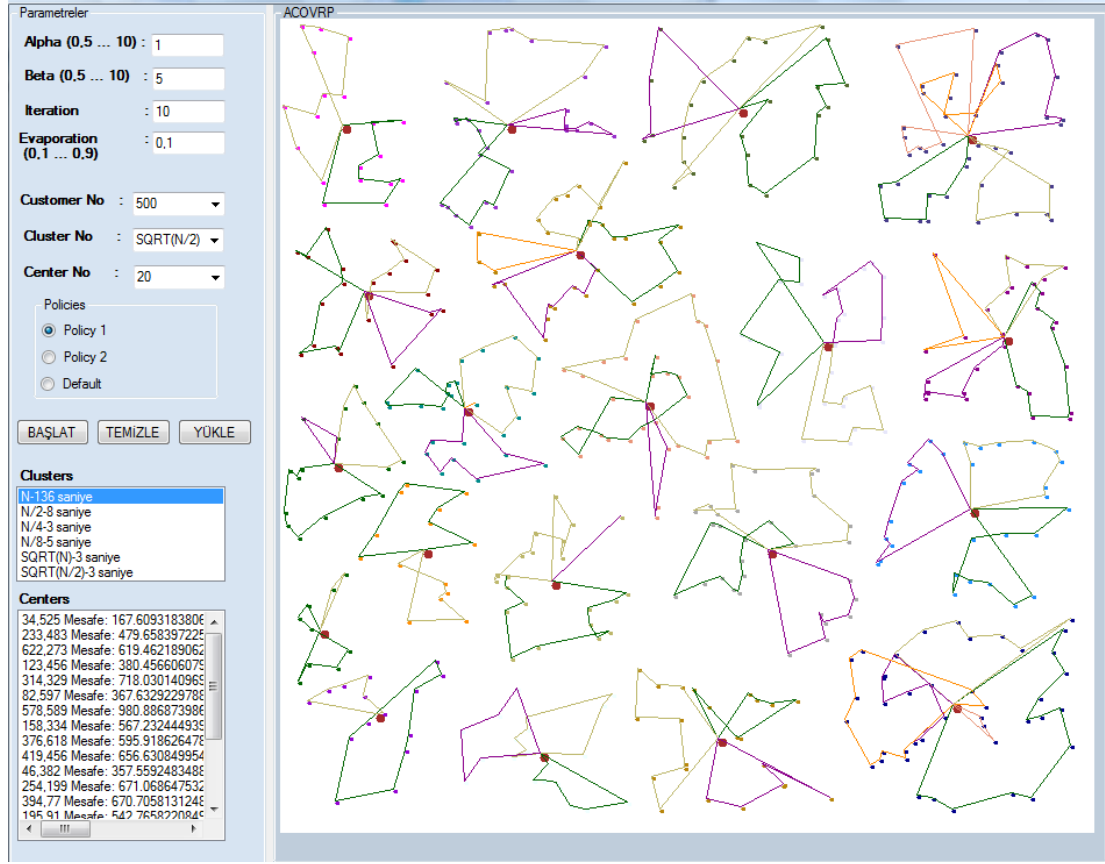 Parametreler
ACOVRP
Alpha (0,5 ... 10) : 1
Beta (0,5 ... 10) : 5
Iteration : 10
Evaporation : 0,1
(0,1 ... 0,9)
Customer No : 500
Cluster No : SQRT(N/2)
Center No : 20
Policies
Policy 1
Policy 2
Default
BAŞLAT TEMİZLE YÜKLE
Clusters
N-136 saniye
N/2-8 saniye
N/4-3 saniye
N/8-5 saniye
SQRT(N)-3 saniye
SQRT(N/2)-3 saniye
Centers
34,525 Mesafe: 167.6093183806
233,483 Mesafe: 479.658397225
622,273 Mesafe: 619.462189062
123,456 Mesafe: 380.456606079
314,329 Mesafe: 718.030140969
82,597 Mesafe: 367.6329229788
578,589 Mesafe: 980.886873986
158,334 Mesafe: 567.232444939
376,618 Mesafe: 595.918626478
419,456 Mesafe: 656.630849954
46,382 Mesafe: 357.5592483488
254,199 Mesafe: 671.068647532
394,77 Mesafe: 670.7058131248
195,91 Mesafe: 542.7658220849